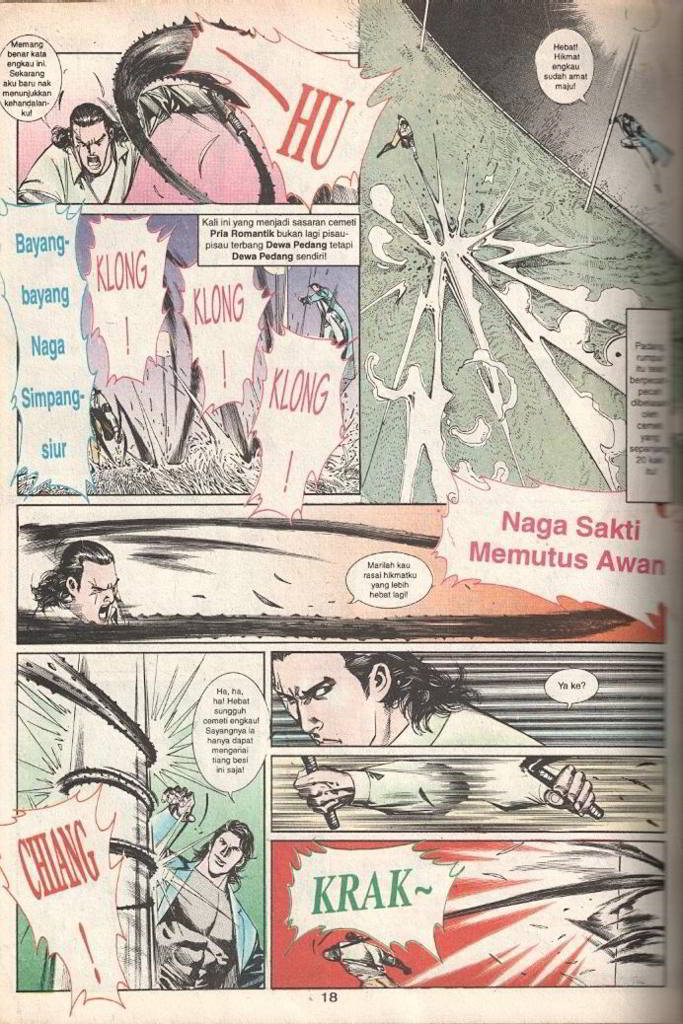 Memang
benar kata
engkau ini.
Sekarang
aku baru nak
menunjukkan
kehandalan-
ku!
HU
Hebat!
Hikmat
engkau
sudah amat
maju!
Kali ini yang menjadi sasaran cemeti
Pria Romantik bukan lagi pisau-
pisau terbang Dewa Pedang tetapi
Dewa Pedang sendiri!
Bayang-
bayang
Naga
Simpang-
siur
KLONG
!
KLONG
!
KLONG
!
Padang
rumput
itu telah
berpecah-
pecah
dibelasah
oleh
cemeti
yang
sepanjang
20 kaki
itu!
Naga Sakti
Memutus Awan
Marilah kau
rasai hikmatku
yang lebih
hebat lagi!
Ha, ha,
ha! Hebat
sungguh
cemeti engkau!
Sayangnya ia
hanya dapat
mengenai
tiang besi
ini saja!
CHIANG
!
Ya ke?
KRAK~
18